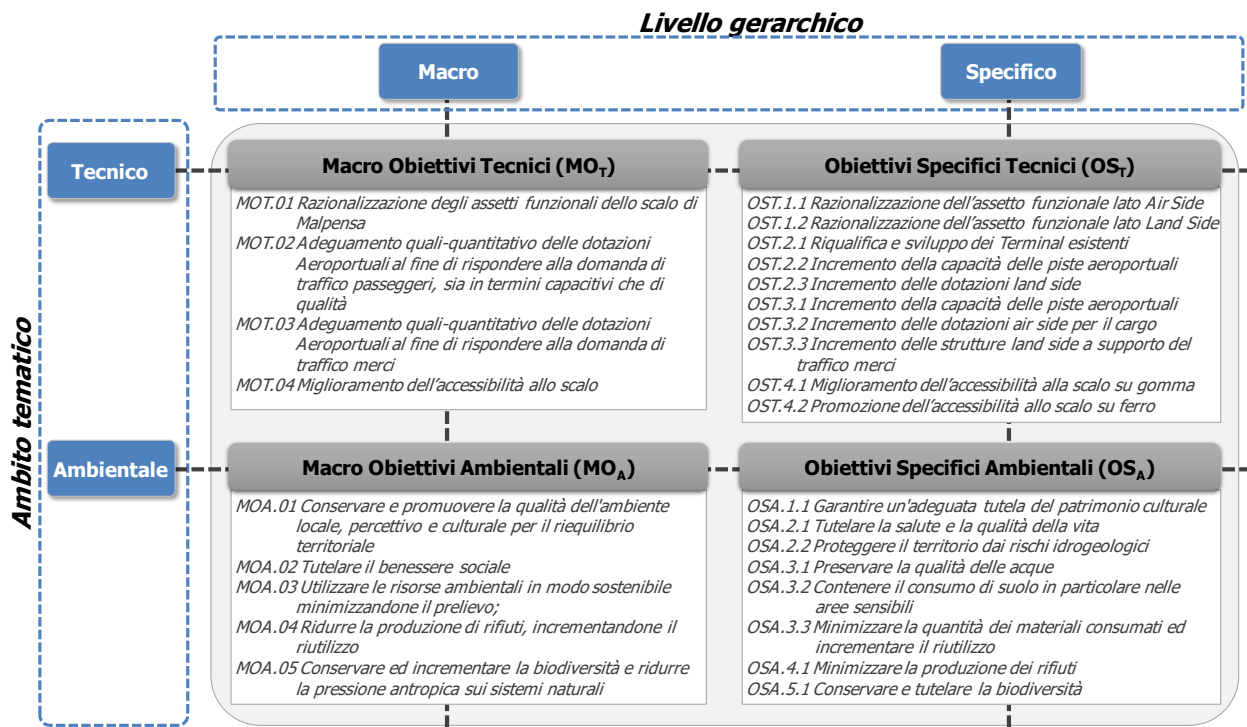 Livello gerarchico
Macro
Specifico
Ambito tematico
Tecnico
Macro Obiettivi Tecnici (MOT)
MOT.01 Razionalizzazione degli assetti funzionali dello scalo di
Malpensa
MOT.02 Adeguamento quali-quantitativo delle dotazioni
Aeroportuali al fine di rispondere alla domanda di
traffico passeggeri, sia in termini capacitivi che di
qualità
MOT.03 Adeguamento quali-quantitativo delle dotazioni
Aeroportuali al fine di rispondere alla domanda di
traffico merci
MOT.04 Miglioramento dell'accessibilità allo scalo
Obiettivi Specifici Tecnici (OST)
OST.1.1 Razionalizzazione dell'assetto funzionale lato Air Side
OST.1.2 Razionalizzazione dell'assetto funzionale lato Land Side
OST.2.1 Riqualifica e sviluppo dei Terminal esistenti
OST.2.2 Incremento della capacità delle piste aeroportuali
OST.2.3 Incremento delle dotazioni land side
OST.3.1 Incremento della capacità delle piste aeroportuali
OST.3.2 Incremento delle dotazioni air side per il cargo
OST.3.3 Incremento delle strutture land side a supporto del
traffico merci
OST.4.1 Miglioramento dell'accessibilità alla scalo su gomma
OST.4.2 Promozione dell'accessibilità allo scalo su ferro
Ambientale
Macro Obiettivi Ambientali (MOA)
MOA.01 Conservare e promuovere la qualità dell'ambiente
locale, percettivo e culturale per il riequilibrio
territoriale
MOA.02 Tutelare il benessere sociale
MOA.03 Utilizzare le risorse ambientali in modo sostenibile
minimizzandone il prelievo;
MOA.04 Ridurre la produzione di rifiuti, incrementandone il
riutilizzo
MOA.05 Conservare ed incrementare la biodiversità e ridurre
la pressione antropica sui sistemi naturali
Obiettivi Specifici Ambientali (OSA)
OSA.1.1 Garantire un'adeguata tutela del patrimonio culturale
OSA.2.1 Tutelare la salute e la qualità della vita
OSA.2.2 Proteggere il territorio dai rischi idrogeologici
OSA.3.1 Preservare la qualità delle acque
OSA.3.2 Contenere il consumo di suolo in particolare nelle
aree sensibili
OSA.3.3 Minimizzare la quantità dei materiali consumati ed
incrementare il riutilizzo
OSA.4.1 Minimizzare la produzione dei rifiuti
OSA.5.1 Conservare e tutelare la biodiversità